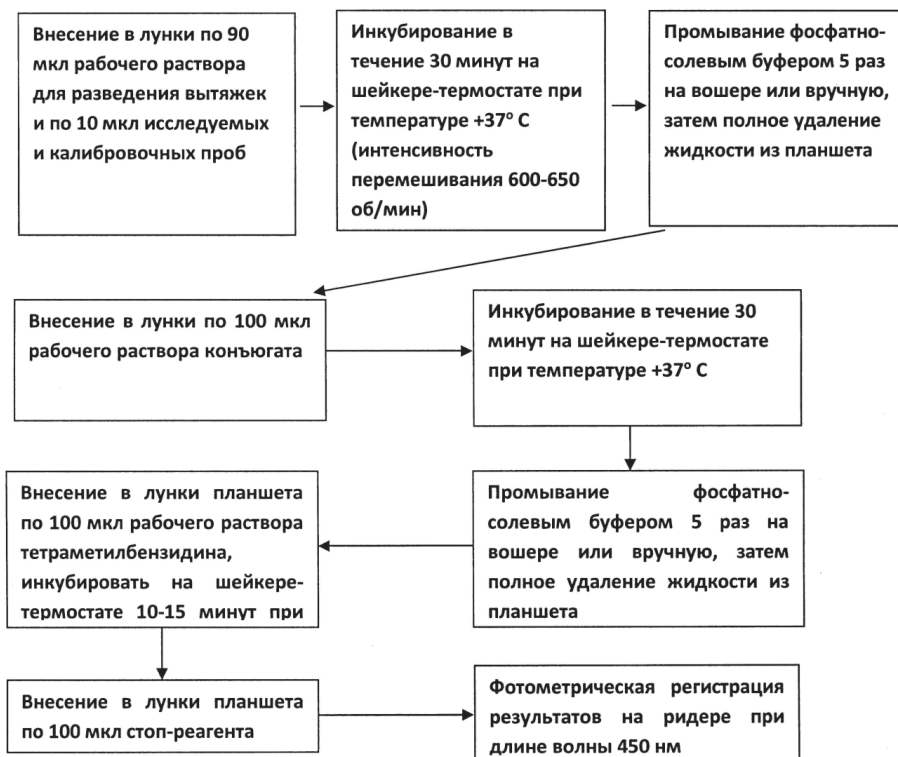 Внесение в лунки по 90
мкл рабочего раствора
для разведения вытяжек
и по 10 мкл исследуемых
и калибровочных проб
Инкубирование в
течение 30 минут на
шейкере-термостате при
температуре +37° С
(интенсивность
перемешивания 600-650
об/мин)
Промывание фосфатно-
солевым буфером 5 раз
на вошере или вручную,
затем полное удаление
жидкости из планшета
Внесение в лунки по 100 мкл
рабочего раствора конъюгата
Инкубирование в течение 30
минут на шейкере-термостате
при температуре +37° С
Промывание фосфатно-
солевым буфером 5 раз на
вошере или вручную, затем
полное удаление жидкости из
планшета
Внесение в лунки планшета
по 100 мкл рабочего раствора
тетраметилбензидина,
инкубировать на шейкере-
термостате 10-15 минут при
Внесение в лунки планшета
по 100 мкл стоп-реагента
Фотометрическая регистрация
результатов на ридере при
длине волны 450 нм